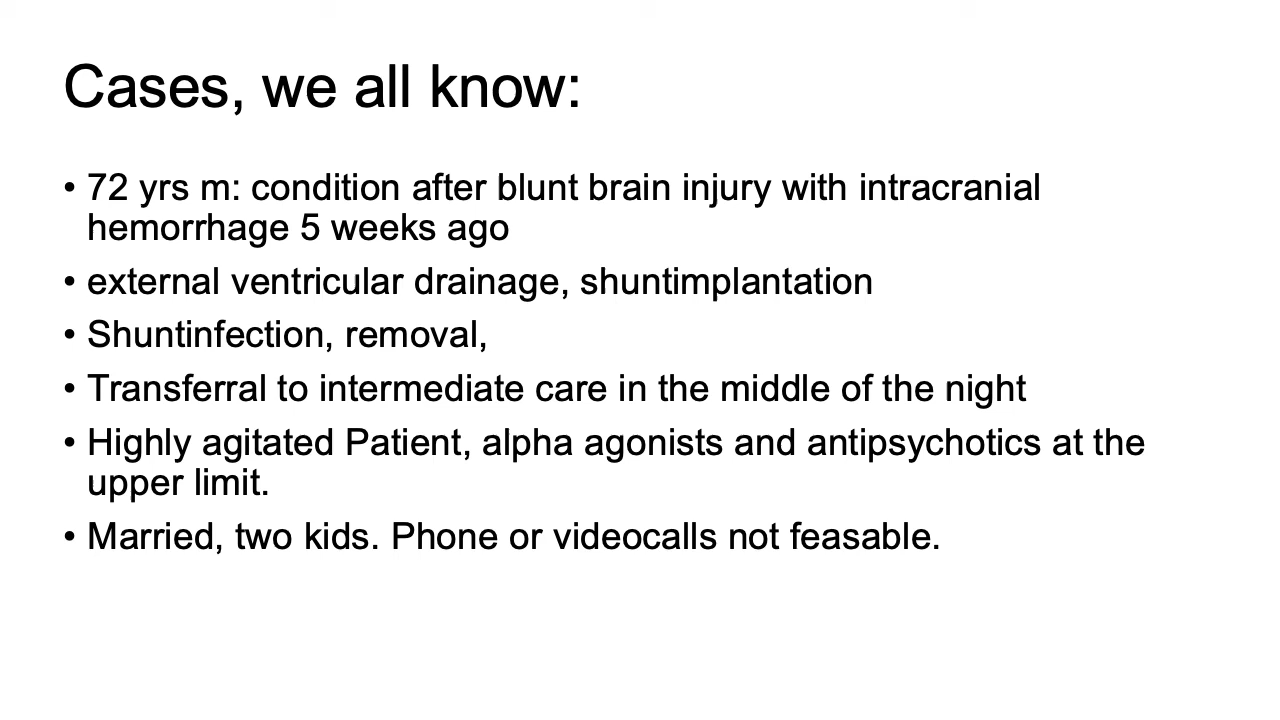 Cases, we all know:
• 72 yrs m: condition after blunt brain injury with intracranial
hemorrhage 5 weeks ago
• external ventricular drainage, shuntimplantation
• Shuntinfection, removal,
• Transferral to intermediate care in the middle of the night
• Highly agitated Patient, alpha agonists and antipsychotics at the
upper limit.
• Married, two kids. Phone or videocalls not feasable.